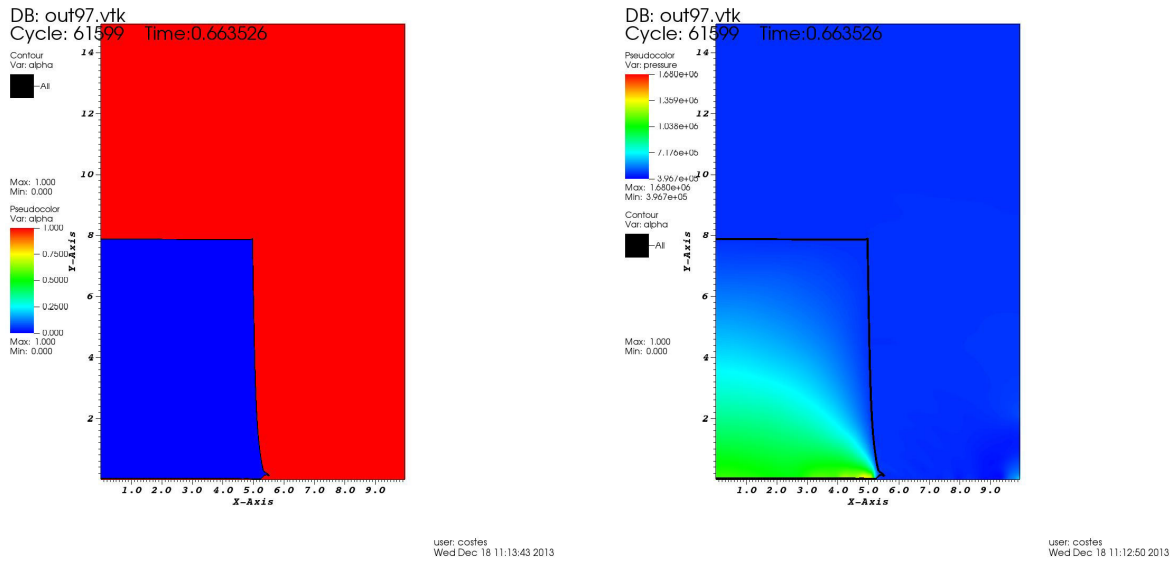 DB: out97.vtk
Cycle: 61599 Time:0.663526
Contour
Var: alpha
All
Max: 1.000
Min: 0.000
Pseudocolor
Var: alpha
1.000
0.7500
0.5000
0.2500
0.000
Max: 1.000
Min: 0.000
Y-Axis
14
12
10
8
6
4
2
1.0 2.0 3.0 4.0 5.0 6.0 7.0 8.0 9.0
X-Axis
user: costes
Wed Dec 18 11:13:43 2013
DB: out97.vtk
Cycle: 61599 Time:0.663526
Pseudocolor
Var: pressure
1.680e+06
1.359e+06
1.038e+06
7.176e+05
3.967e+05
Max: 1.680e+06
Min: 3.967e+05
Contour
Var: alpha
All
Max: 1.000
Min: 0.000
Y-Axis
14
12
10
8
6
4
2
1.0 2.0 3.0 4.0 5.0 6.0 7.0 8.0 9.0
X-Axis
user: costes
Wed Dec 18 11:12:50 2013